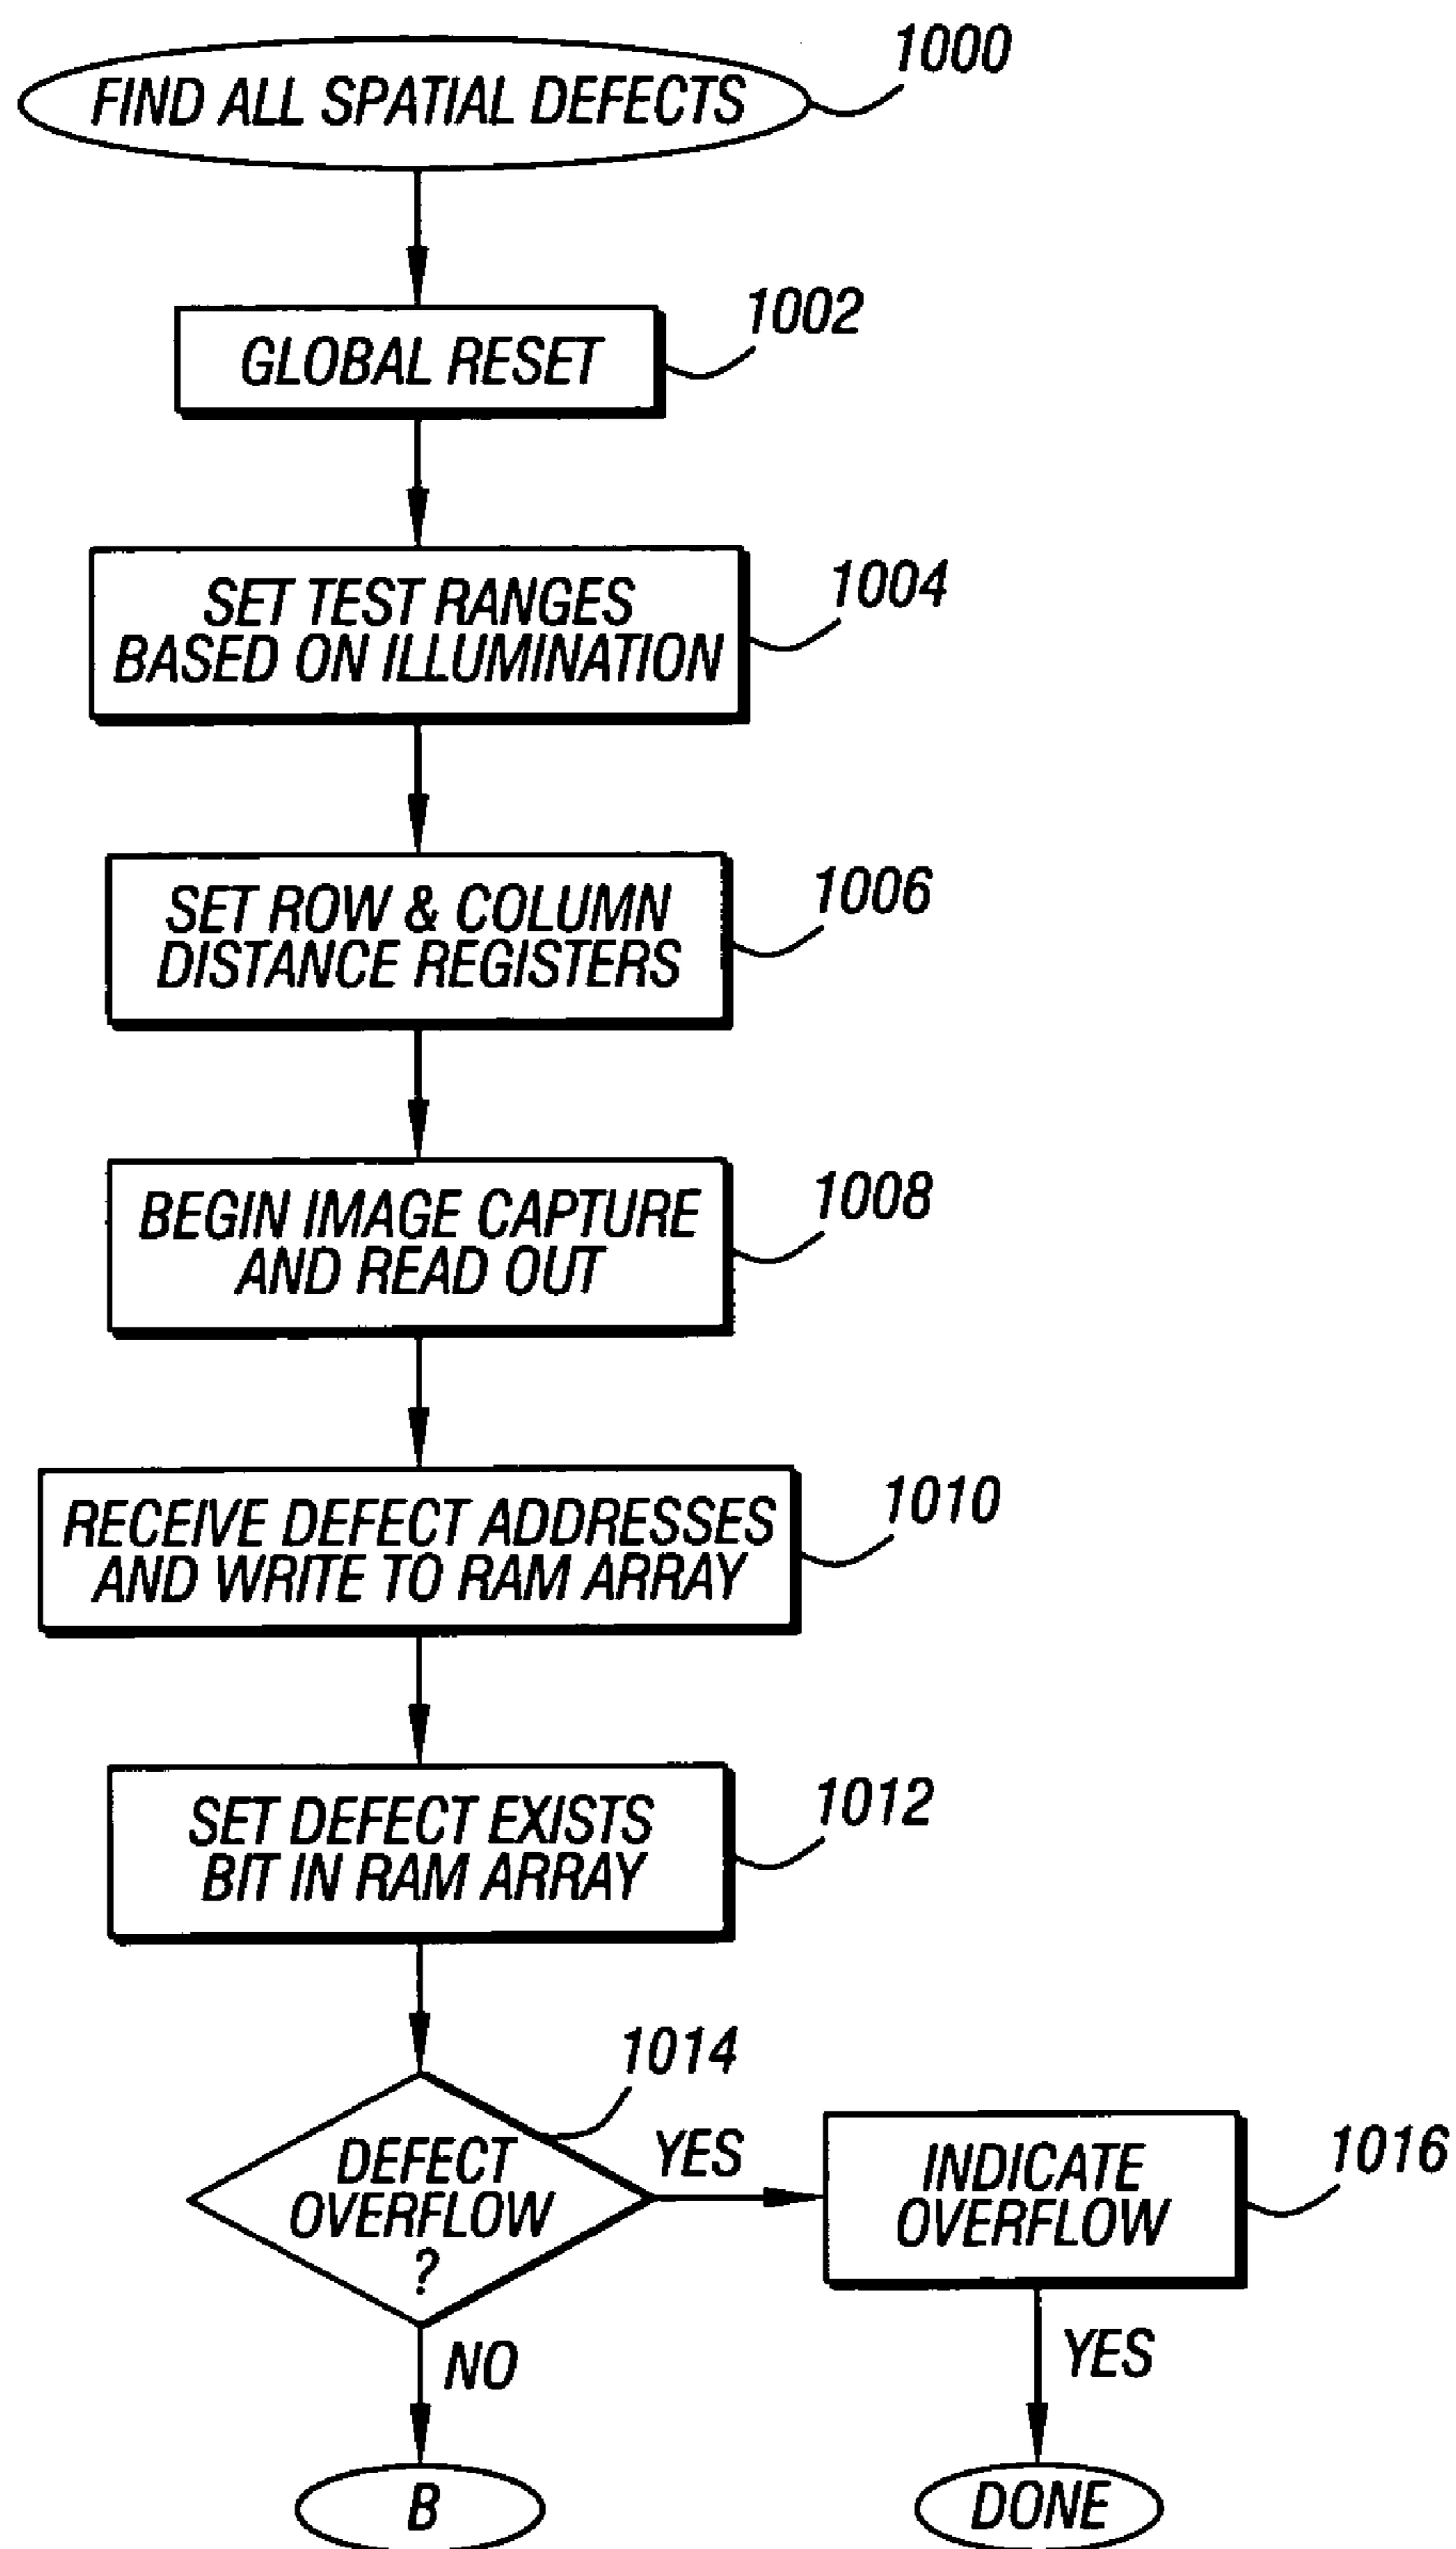 FIND ALL SPATIAL DEFECTS
1000
GLOBAL RESET
1002
SET TEST RANGES
BASED ON ILLUMINATION
1004
SET ROW & COLUMN
DISTANCE REGISTERS
1006
BEGIN IMAGE CAPTURE
AND READ OUT
1008
RECEIVE DEFECT ADDRESSES
AND WRITE TO RAM ARRAY
1010
SET DEFECT EXISTS
BIT IN RAM ARRAY
1012
DEFECT
OVERFLOW
?
1014
YES
INDICATE
OVERFLOW
1016
NO
YES
B
DONE